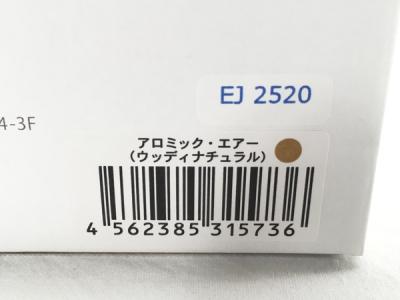 EJ 2520
4-3F
アロミック・エアー
(ウッディナチュラル)
4 562385 315736